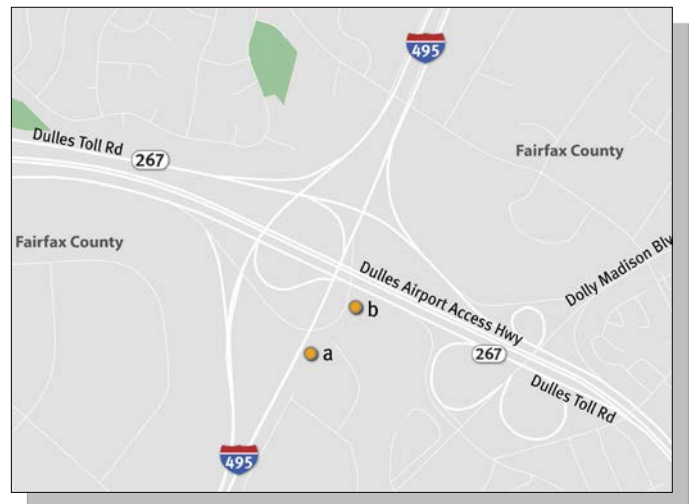 495
Dulles Toll Rd
267
Fairfax County
Fairfax County
Dulles Airport Access Hwy
Dolly Madison Blv
b
a
267
Dulles Toll Rd
495